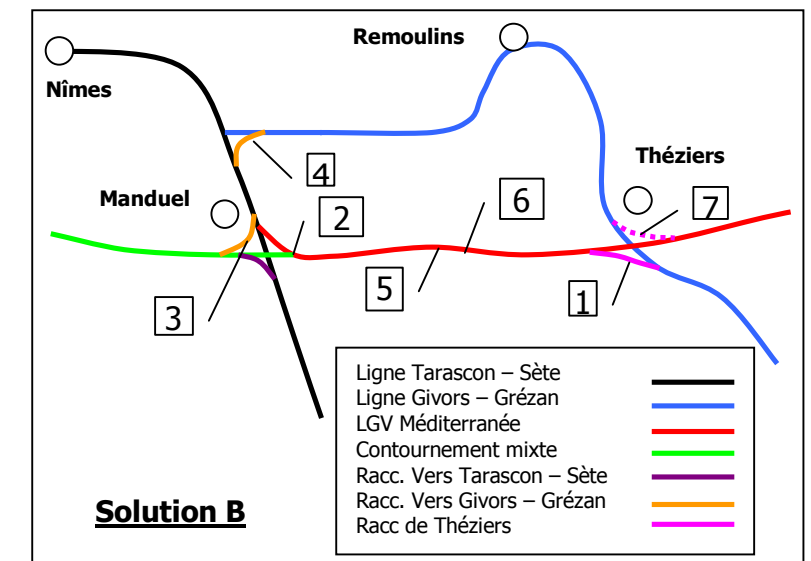 Remoulins
Nîmes
Théziers
4
Manduel
2
6
7
5
3
1
Ligne Tarascon – Sète
Ligne Givors – Grézan
LGV Méditerranée
Contournement mixte
Racc. Vers Tarascon – Sète
Racc. Vers Givors – Grézan
Racc de Théziers
Solution B